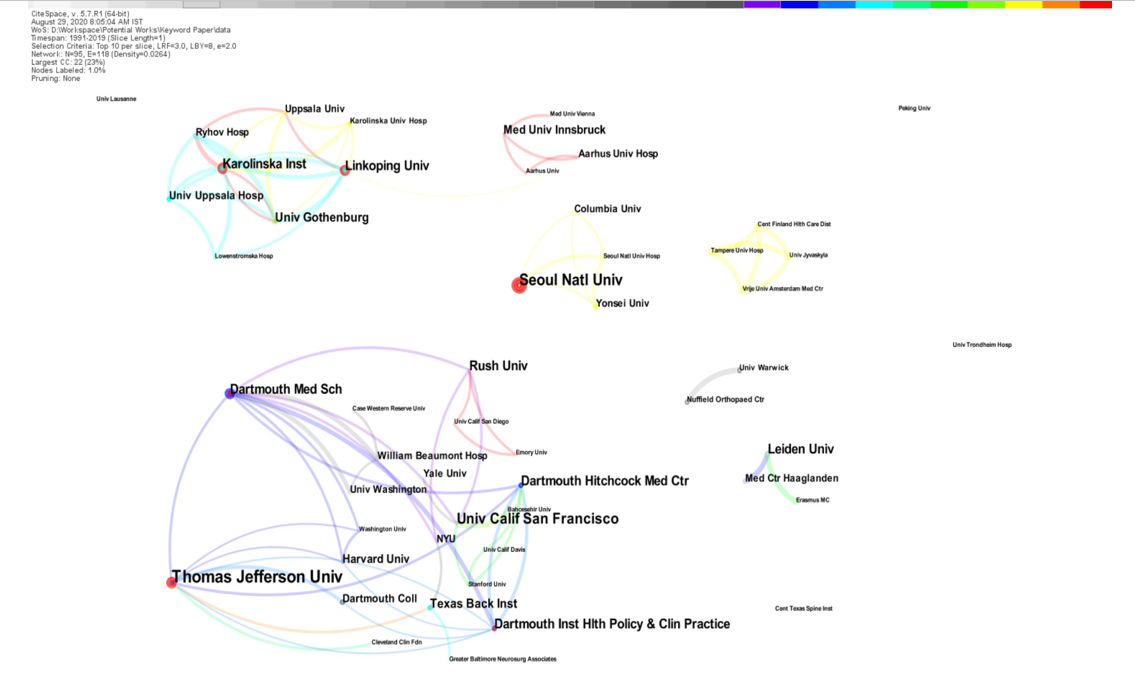 CiteSpace, v. 5.7.R1 (64-bit)
August 29, 2020 8:05:04 AM IST
WoS: D:\Workspace\Potential Works\Keyword Paper\data
Timespan: 1991-2019 (Slice Length=1)
Selection Criteria: Top 10 per slice, LRF=3.0, LBY=8, e=2.0
Network: N=95, E=118 (Density=0.0264)
Largest CC: 22 (23%)
Nodes Labeled: 1.0%
Pruning: None
Univ Lausanne
Uppsala Univ
Peking Univ
Karolinska Univ Hosp
Med Univ Vienna
Ryhov Hosp
Med Univ Innsbruck
Karolinska Inst
Linkoping Univ
Aarhus Univ Hosp
Aarhus Univ
Univ Uppsala Hosp
Univ Gothenburg
Columbia Univ
Cent Finland Hlth Care Dist
Lowenstromska Hosp
Seoul Natl Univ Hosp
Tampere Univ Hosp
Univ Jyvaskyla
Seoul Natl Univ
Vrije Univ Amsterdam Med Ctr
Yonsei Univ
Univ Trondheim Hosp
Rush Univ
Univ Warwick
Dartmouth Med Sch
Nuffield Orthopaed Ctr
Case Western Reserve Univ
Univ Calif San Diego
William Beaumont Hosp
Emory Univ
Leiden Univ
Yale Univ
Dartmouth Hitchcock Med Ctr
Med Ctr Haaglanden
Univ Washington
Erasmus MC
Bahcesehir Univ
Univ Calif San Francisco
Washington Univ
NYU
Univ Calif Davis
Harvard Univ
Thomas Jefferson Univ
Stanford Univ
Dartmouth Coll
Texas Back Inst
Cent Texas Spine Inst
Dartmouth Inst Hlth Policy & Clin Practice
Cleveland Clin Fdn
Greater Baltimore Neurosurg Associates